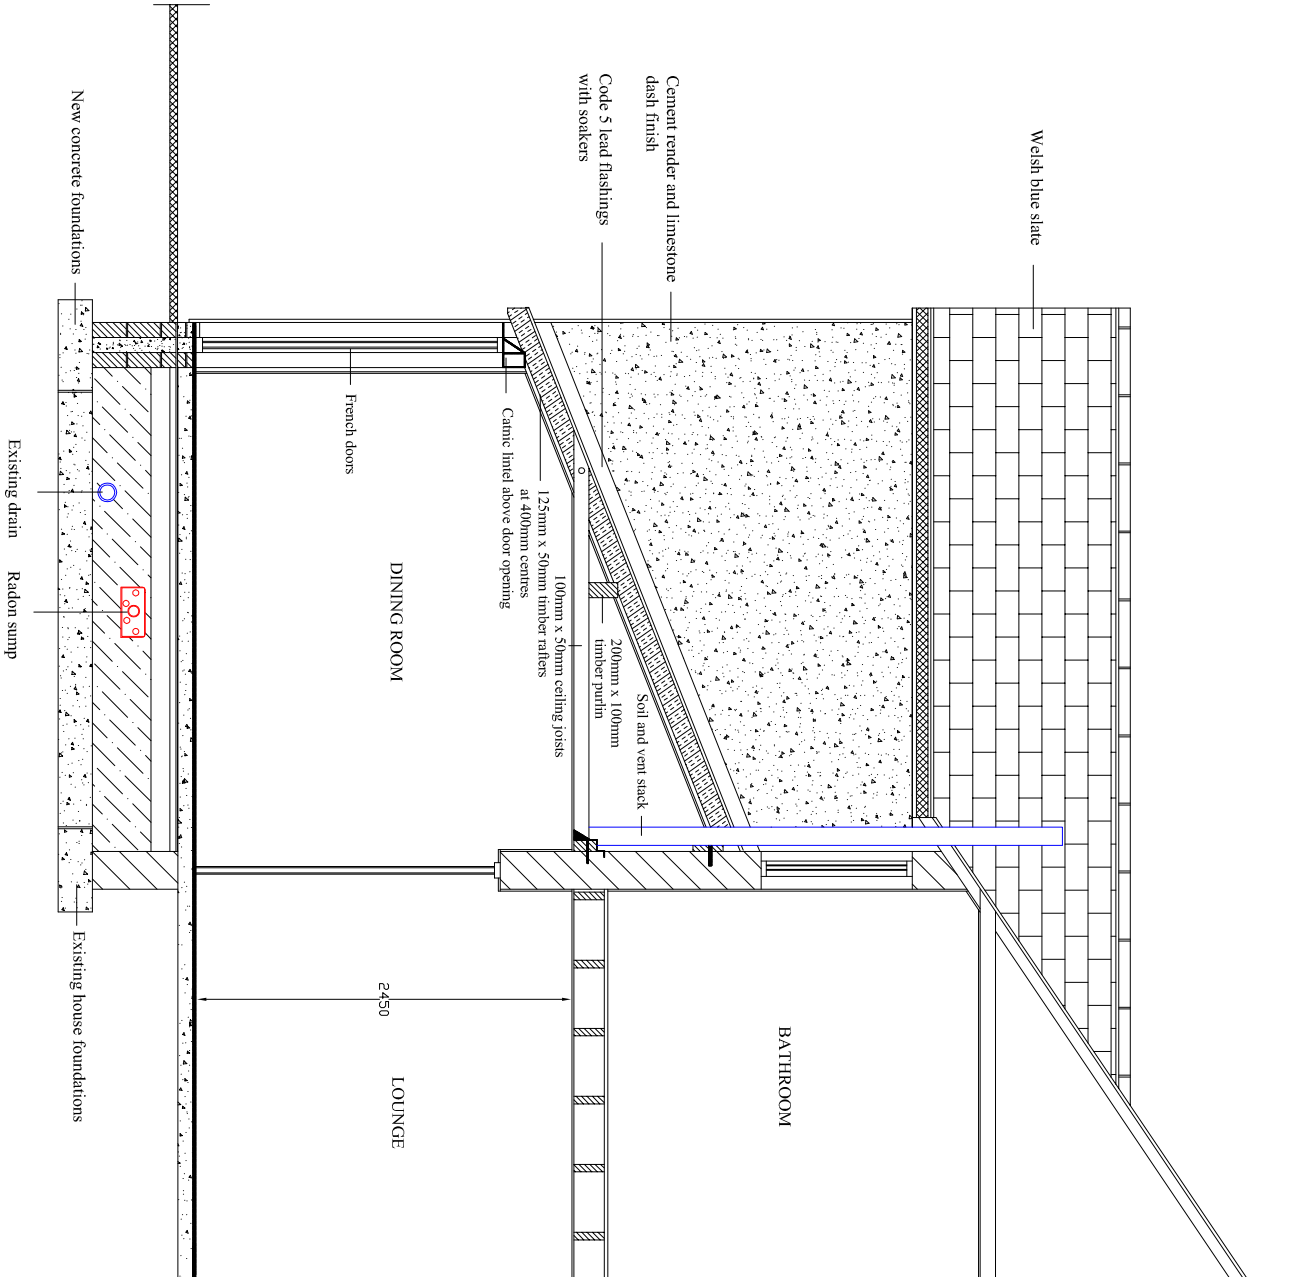 Welsh blue slate
Cement render and limestone
dash finish
Code 5 lead flashings
with soakers
Soil and vent stack
200mm x 100mm
timber purlin
100mm x 50mm ceiling joists
125mm x 50mm timber rafters
at 400mm centres
Catnic lintel above door opening
French doors
BATHROOM
DINING ROOM
LOUNGE
2450
New concrete foundations
Existing house foundations
Existing drain
Radon sump